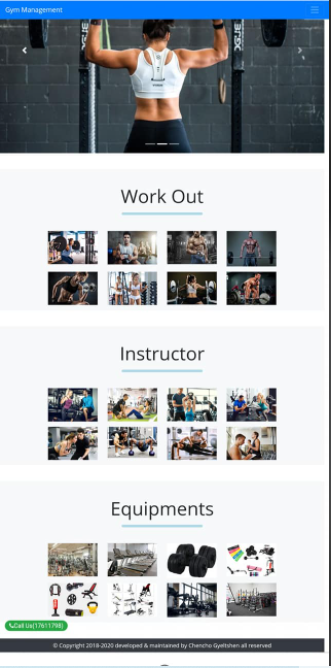 Gym Management
Work Out
Instructor
Equipments
Call Us(17611798)
© Copyright 2018-2020 developed & maintained by Chencho Gyeltshen.all reserved